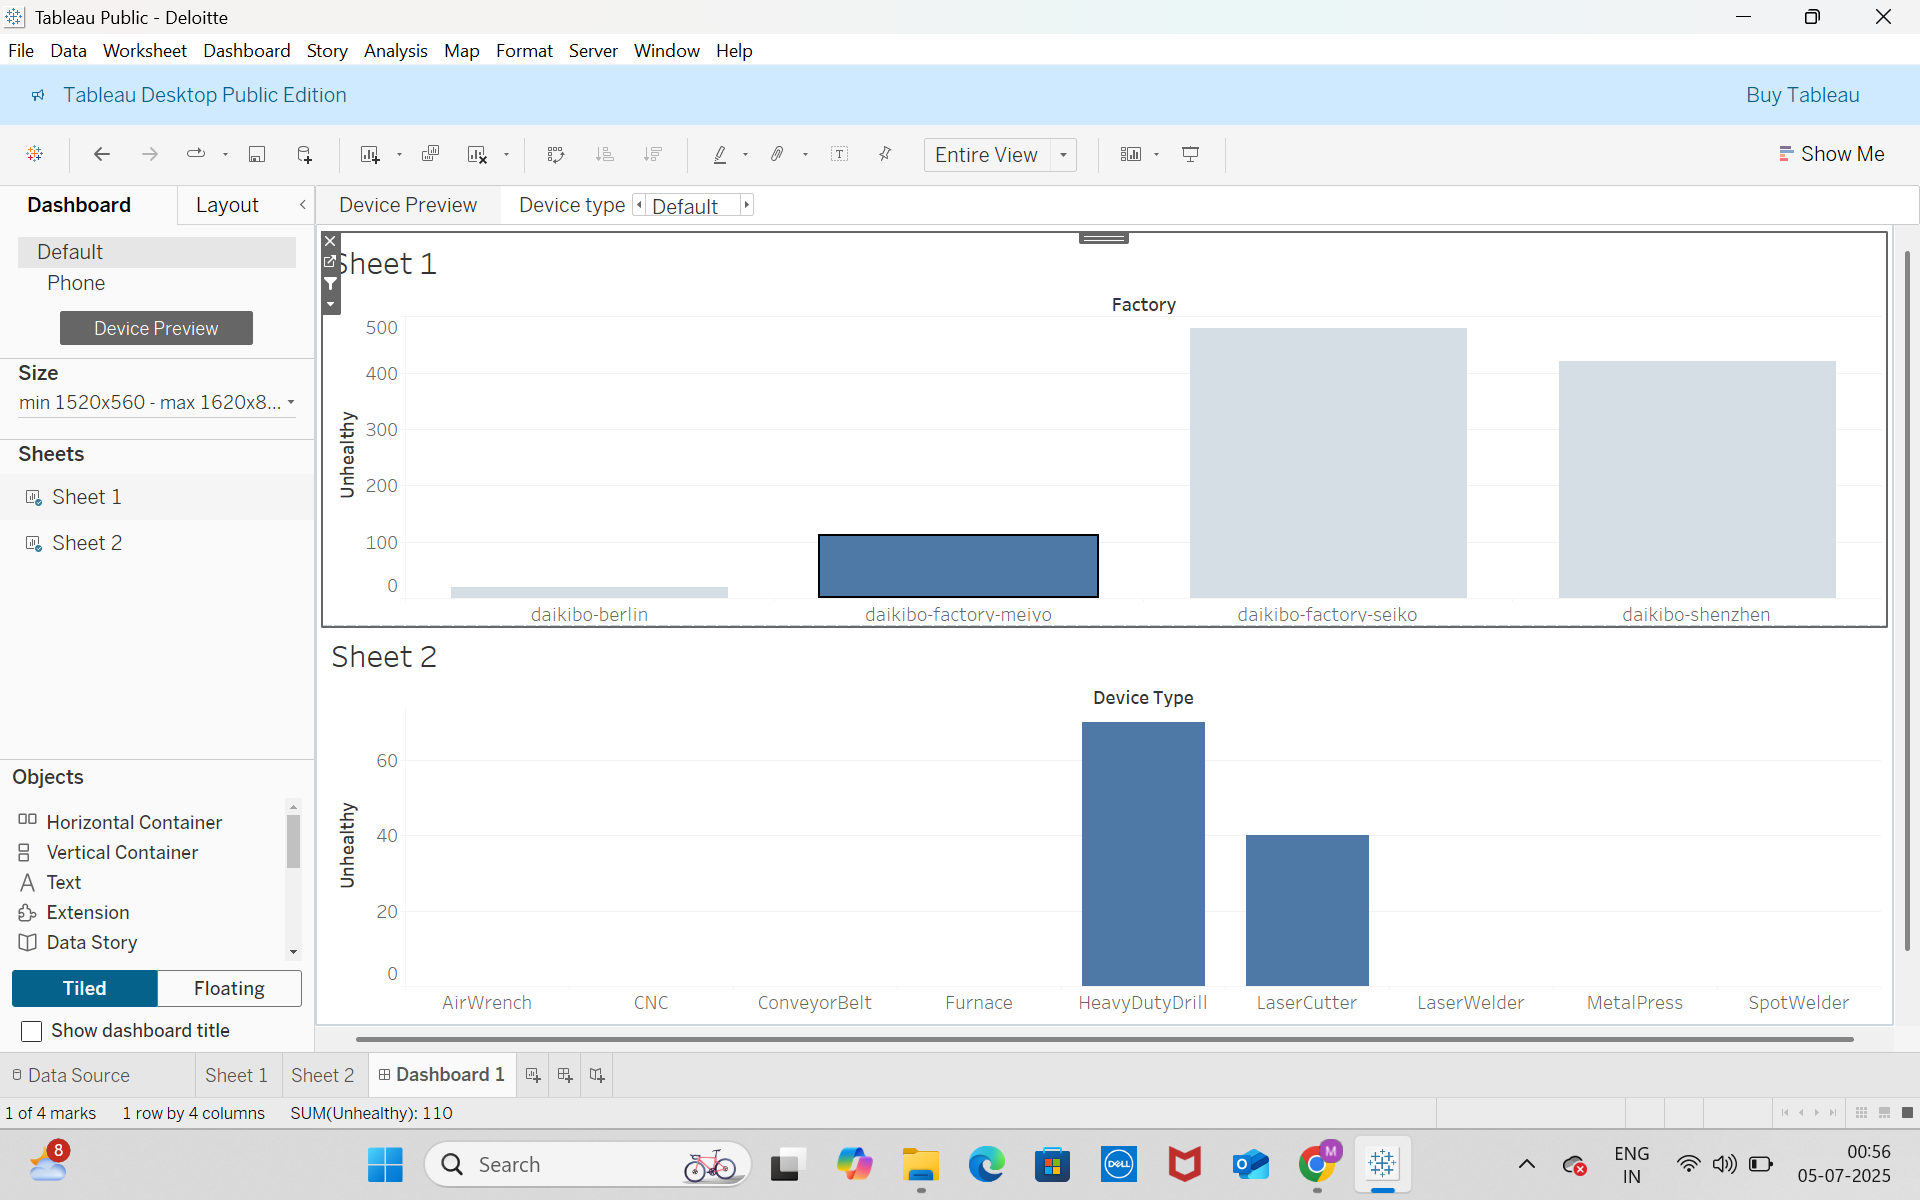 Tableau Public - Deloitte
File Data Worksheet Dashboard Story Analysis Map Format Server Window Help
Tableau Desktop Public Edition
Buy Tableau
Entire View
Show Me
Dashboard
Layout
Device Preview
Device type
Default
Default
Phone
Device Preview
Size
min 1520x560 - max 1620x8...
Sheets
Sheet 1
Sheet 2
Objects
Horizontal Container
Vertical Container
Text
Extension
Data Story
Tiled
Floating
Show dashboard title
Sheet 1
Factory
Unhealthy
500
400
300
200
100
0
daikibo-berlin
daikibo-factory-meiyo
daikibo-factory-seiko
daikibo-shenzhen
Sheet 2
Device Type
Unhealthy
60
40
20
0
AirWrench
CNC
ConveyorBelt
Furnace
HeavyDutyDrill
LaserCutter
LaserWelder
MetalPress
SpotWelder
Data Source
Sheet 1
Sheet 2
Dashboard 1
1 of 4 marks
1 row by 4 columns
SUM(Unhealthy): 110
8
Search
DELL
M
ENG
IN
00:56
05-07-2025